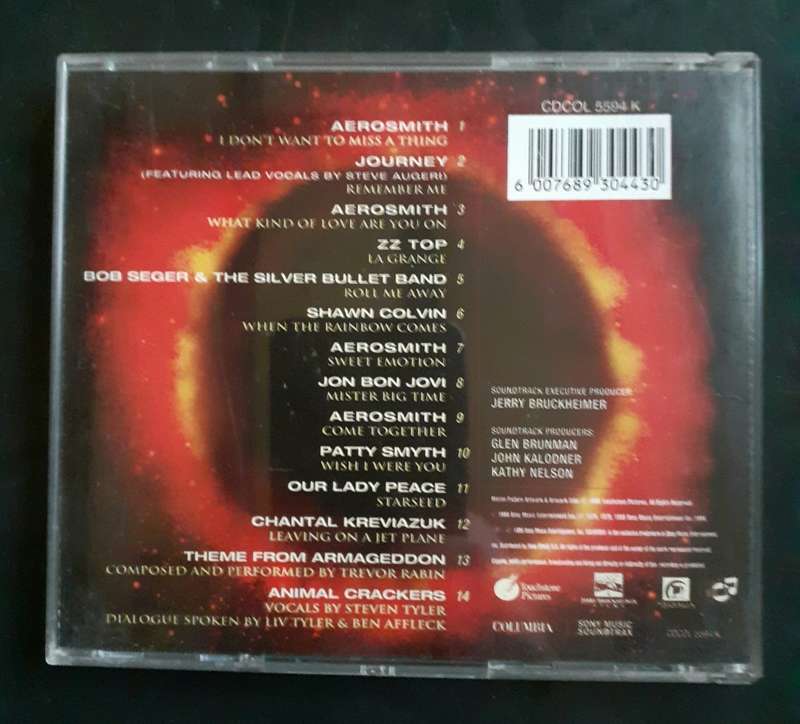 AEROSMITH 1
I DON'T WANT TO MISS A THING
JOURNEY 2
(FEATURING LEAD VOCALS BY STEVE AUGERI)
REMEMBER ME
AEROSMITH 3
WHAT KIND OF LOVE ARE YOU ON
ZZ TOP 4
LA GRANGE
BOB SEGER & THE SILVER BULLET BAND 5
ROLL ME AWAY
SHAWN COLVIN 6
WHEN THE RAINBOW COMES
AEROSMITH 7
SWEET EMOTION
JON BON JOVI 8
MISTER BIG TIME
AEROSMITH 9
COME TOGETHER
PATTY SMYTH 10
WISH I WERE YOU
OUR LADY PEACE 11
STARSEED
CHANTAL KREVIAZUK 12
LEAVING ON A JET PLANE
THEME FROM ARMAGEDDON 13
COMPOSED AND PERFORMED BY TREVOR RABIN
ANIMAL CRACKERS 14
VOCALS BY STEVEN TYLER
DIALOGUE SPOKEN BY LIV TYLER & BEN AFFLECK
CDCOL 5594 K
6 007689 304430
SOUNDTRACK EXECUTIVE PRODUCER:
JERRY BRUCKHEIMER
SOUNDTRACK PRODUCERS:
GLEN BRUNMAN
JOHN KALODNER
KATHY NELSON
Touchstone
Pictures
COLUMBIA
SONY MUSIC
SOUNDTRAX
CDCOL 5594 K